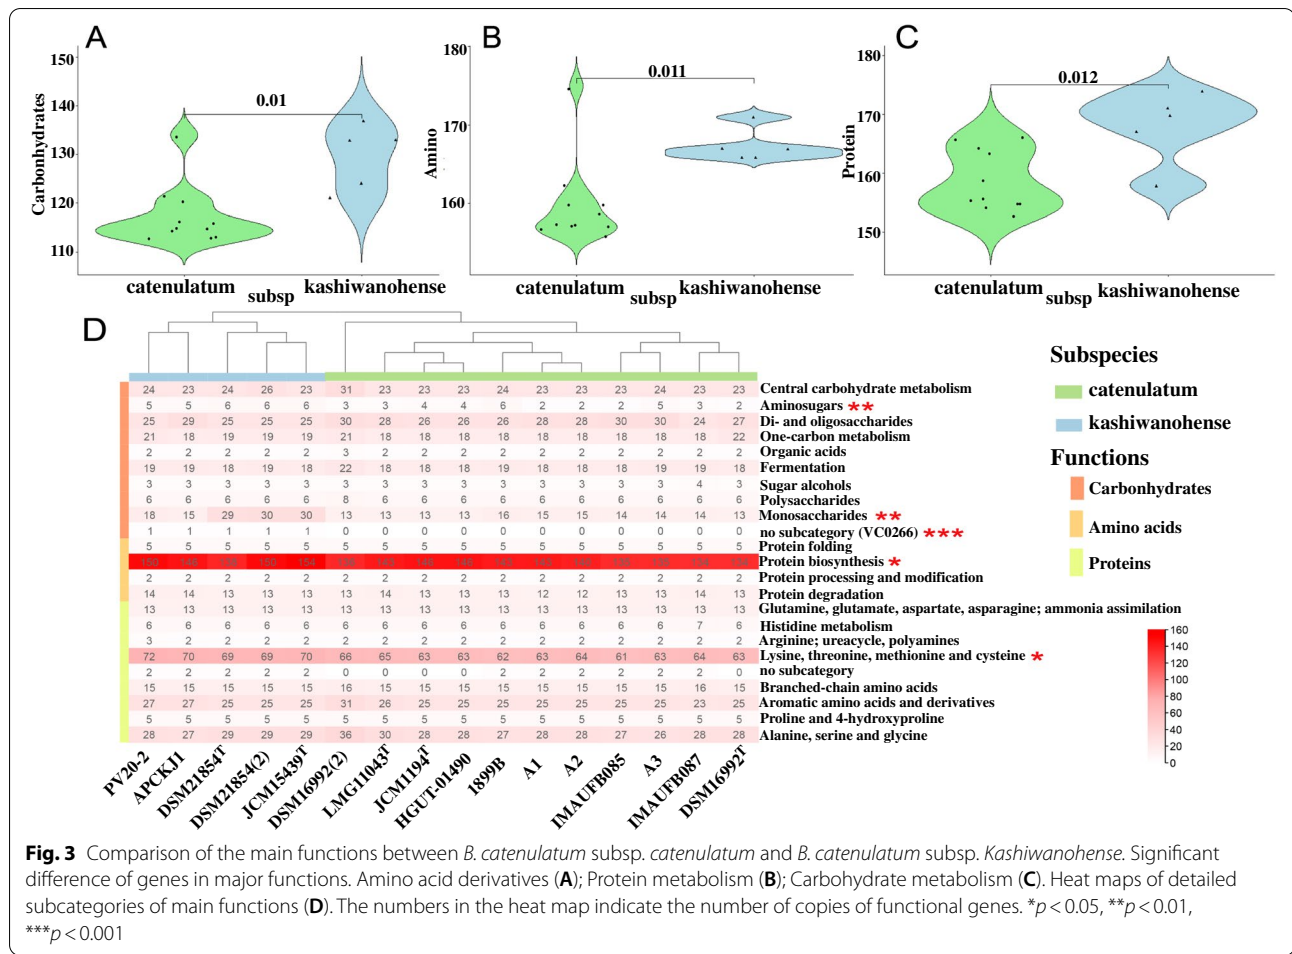 A
B
C
150
140
130
120
110
Carbonhydrates
0.01
catenulatum
kashiwanohense
subsp
180
170
160
Amino
0.011
catenulatum
kashiwanohense
subsp
180
170
160
150
Protein
0.012
catenulatum
kashiwanohense
subsp
D
24 23 24 26 23 31 23 23 23 24 23 23 23 24 23 23 Central carbohydrate metabolism
5 5 6 6 6 3 3 4 4 6 2 2 2 5 3 2 Aminosugars **
25 29 25 25 25 30 28 26 26 26 28 28 30 30 24 27 Di- and oligosaccharides
21 18 19 19 19 21 18 18 18 18 18 18 18 18 18 22 One-carbon metabolism
2 2 2 2 2 3 2 2 2 2 2 2 2 2 2 2 Organic acids
19 19 18 19 18 22 18 18 18 19 18 18 18 19 19 18 Fermentation
3 3 3 3 3 3 3 3 3 3 3 3 3 3 4 3 Sugar alcohols
6 6 6 6 6 8 6 6 6 6 6 6 6 6 6 6 Polysaccharides
18 15 29 30 30 13 13 13 13 16 15 15 14 14 14 13 Monosaccharides **
1 1 1 1 1 0 0 0 0 0 0 0 0 0 0 0 no subcategory (VC0266) ***
5 5 5 5 5 5 5 5 5 5 5 5 5 5 5 5 Protein folding
150 154 Protein biosynthesis *
2 2 2 2 2 2 2 2 2 2 2 2 2 2 2 2 Protein processing and modification
14 14 13 13 13 13 14 13 13 13 12 12 13 13 14 13 Protein degradation
13 13 13 13 13 13 13 13 13 13 13 13 13 13 13 13 Glutamine, glutamate, aspartate, asparagine; ammonia assimilation
6 6 6 6 6 6 6 6 6 6 6 6 6 6 7 6 Histidine metabolism
3 2 2 2 2 2 2 2 2 2 2 2 2 2 2 2 Arginine; ureacycle, polyamines
72 70 69 69 70 66 65 63 63 62 63 64 61 63 64 63 Lysine, threonine, methionine and cysteine *
2 2 2 2 2 0 0 0 0 2 2 2 2 2 2 0 no subcategory
15 15 15 15 15 16 15 15 15 15 15 15 15 15 16 15 Branched-chain amino acids
27 27 25 25 25 31 26 25 25 25 25 25 25 25 23 25 Aromatic amino acids and derivatives
5 5 5 5 5 5 5 5 5 5 5 5 5 5 5 5 Proline and 4-hydroxyproline
28 27 29 29 29 36 30 28 28 27 28 28 27 26 28 28 Alanine, serine and glycine
PV20-2
APCKJ1
DSM21854T
DSM21854(2)
JCM15439T
DSM16992(2)
LMG11043T
JCM1194T
HGUT-01490
1899B
A1
A2
IMAUFB085
A3
IMAUFB087
DSM16992T
Subspecies
catenulatum
kashiwanohense
Functions
Carbonhydrates
Amino acids
Proteins
160
140
120
100
80
60
40
20
0
Fig. 3 Comparison of the main functions between B. catenulatum subsp. catenulatum and B. catenulatum subsp. Kashiwanohense. Significant
difference of genes in major functions. Amino acid derivatives (A); Protein metabolism (B); Carbohydrate metabolism (C). Heat maps of detailed
subcategories of main functions (D). The numbers in the heat map indicate the number of copies of functional genes. *p < 0.05, **p < 0.01,
***p < 0.001